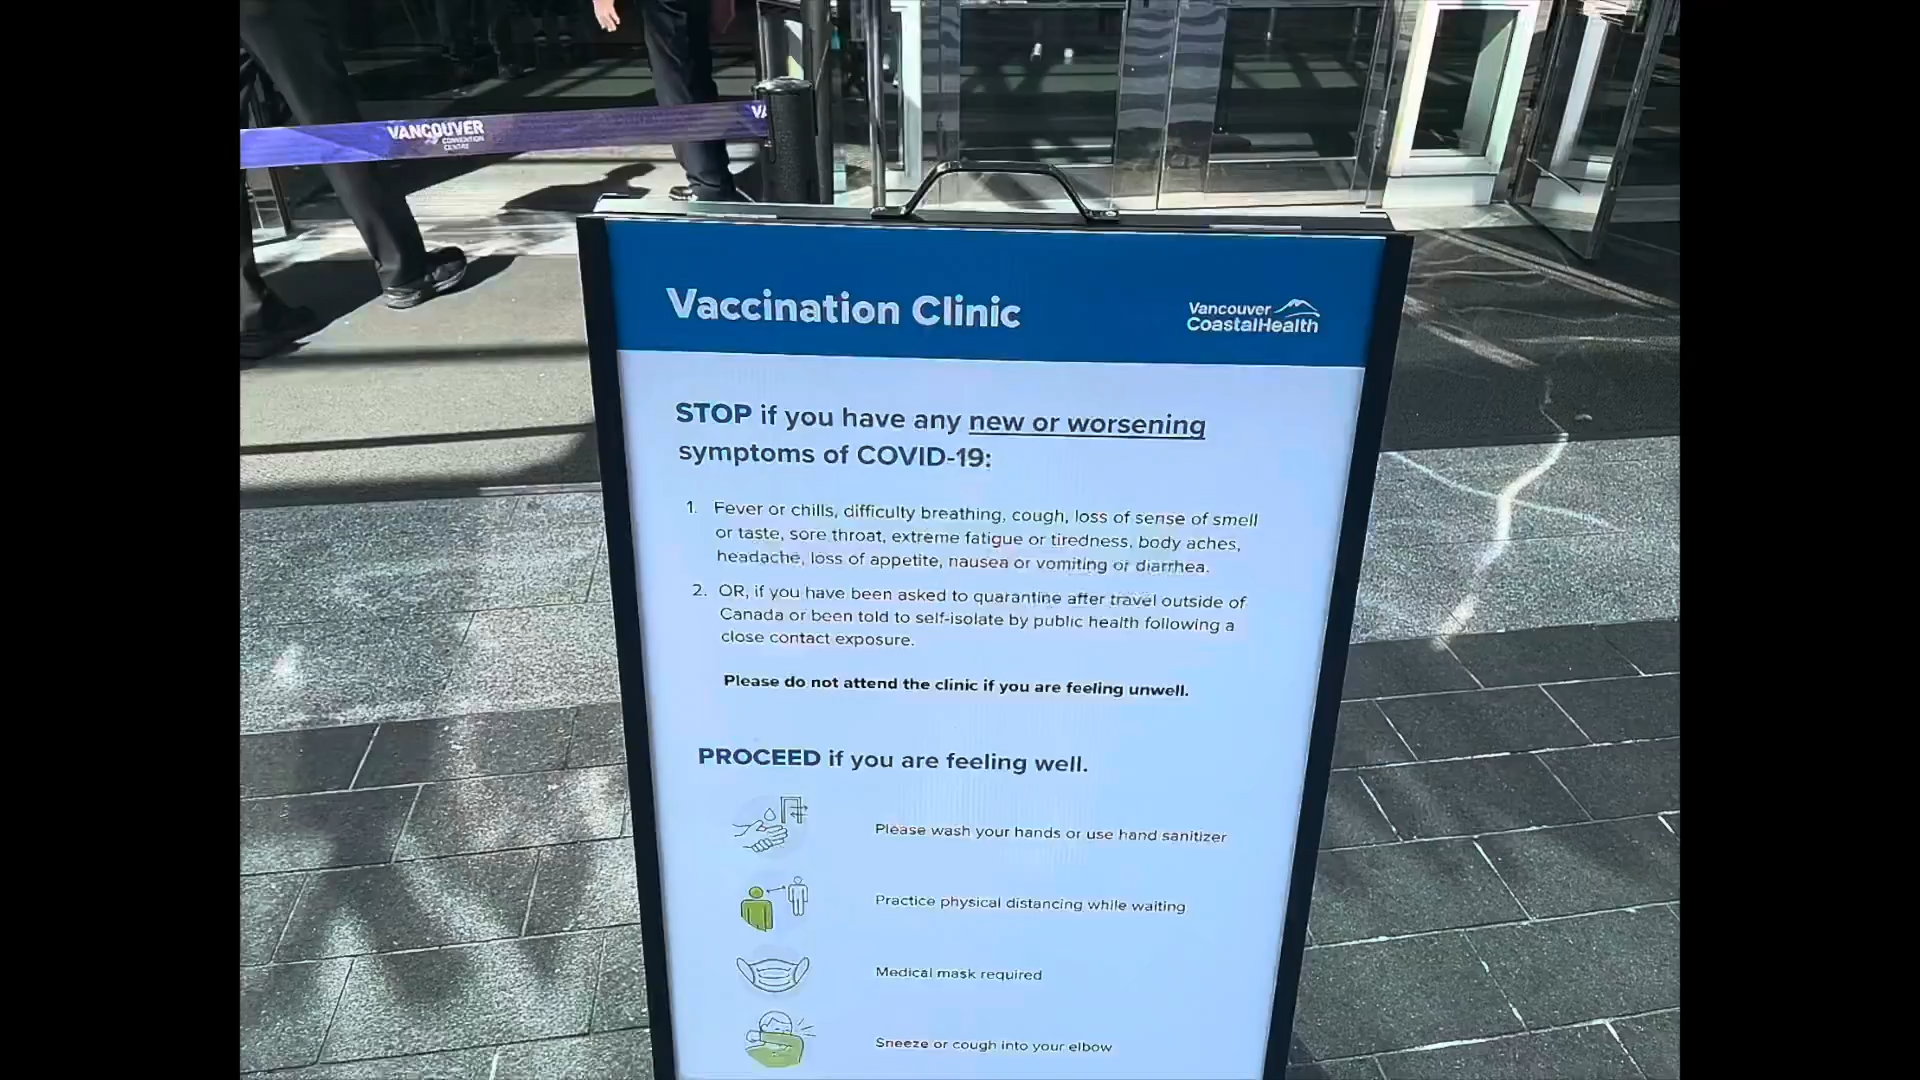 VANCOUVER
CONVENTION
CENTRE
VA
Vaccination Clinic
Vancouver
CoastalHealth
STOP if you have any new or worsening
symptoms of COVID-19:
1. Fever or chills, difficulty breathing, cough, loss of sense of smell
or taste, sore throat, extreme fatigue or tiredness, body aches,
headache, loss of appetite, nausea or vomiting or diarrhea.
2. OR, if you have been asked to quarantine after travel outside of
Canada or been told to self-isolate by public health following a
close contact exposure.
Please do not attend the clinic if you are feeling unwell.
PROCEED if you are feeling well.
Please wash your hands or use hand sanitizer
Practice physical distancing while waiting
Medical mask required
Sneeze or cough into your elbow